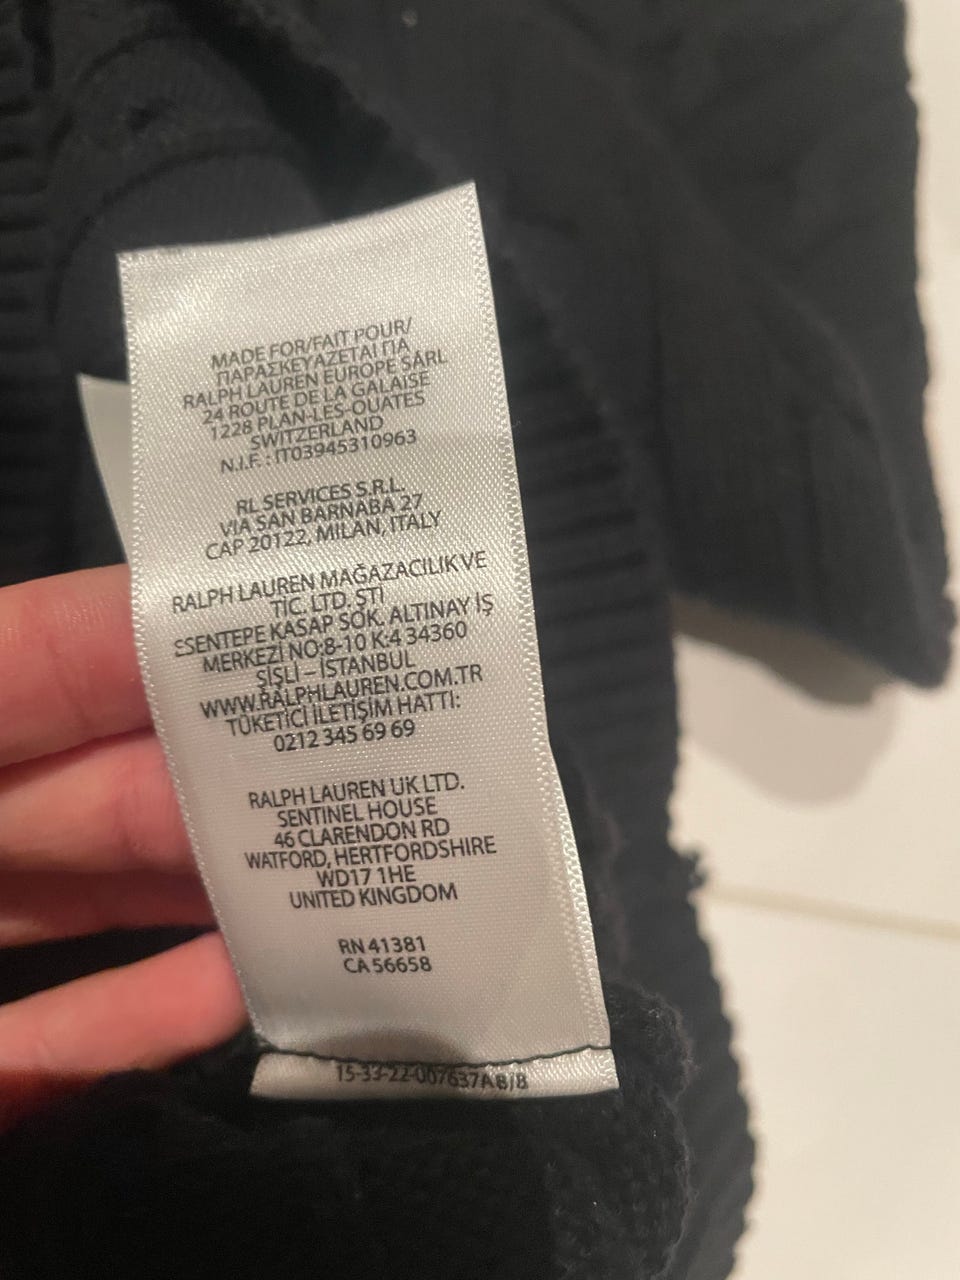 MADE FOR/FAIT POUR/
ΠΑΡΑΣΚΕΥΑΖΕΤΑΙ ΓΙΑ
RALPH LAUREN EUROPE SÀRL
24 ROUTE DE LA GALAISE
1228 PLAN-LES-OUATES
SWITZERLAND
N.I.F. : IT03945310963
RL SERVICES S.R.L.
VIA SAN BARNABA 27
CAP 20122, MILAN, ITALY
RALPH LAUREN MAĞAZACILIK VE
TİC. LTD. ŞTİ
ESENTEPE KASAP SOK. ALTINAY İŞ
MERKEZİ NO:8-10 K:4 34360
ŞİŞLİ – İSTANBUL
WWW.RALPHLAUREN.COM.TR
TÜKETİCİ İLETİŞİM HATTI:
0212 345 69 69
RALPH LAUREN UK LTD.
SENTINEL HOUSE
46 CLARENDON RD
WATFORD, HERTFORDSHIRE
WD17 1HE
UNITED KINGDOM
RN 41381
CA 56658
15-33-22-007637A 8/8